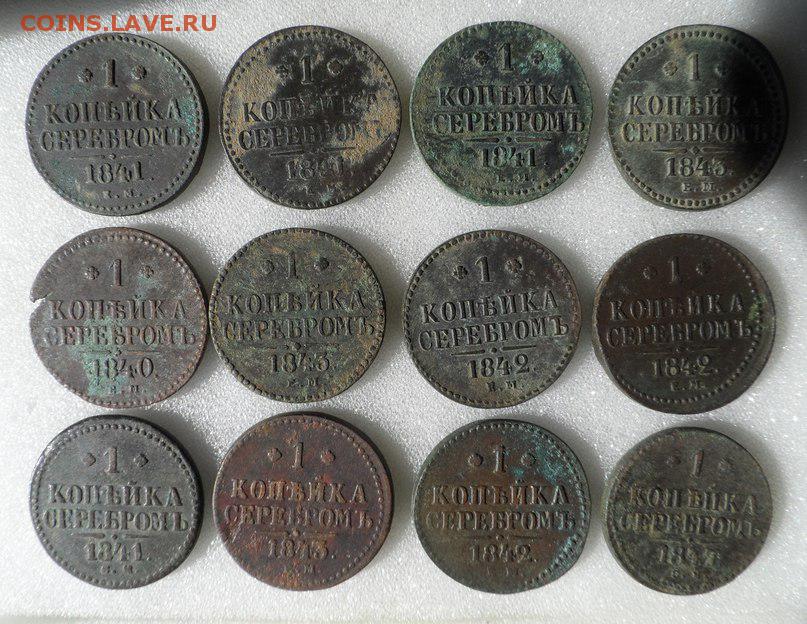 COINS.LAVE.RU
1
КОПѢЙКА
СЕРЕБРОМЪ
1841.
Е.М.
1
КОПѢЙКА
СЕРЕБРОМЪ
1841.
1
КОПѢЙКА
СЕРЕБРОМЪ
1841.
Е.М.
1
КОПѢЙКА
СЕРЕБРОМЪ
1843.
Е.М.
1
КОПѢЙКА
СЕРЕБРОМЪ
1840.
Е.М.
1
КОПѢЙКА
СЕРЕБРОМЪ
1843.
Е.М.
1
КОПѢЙКА
СЕРЕБРОМЪ
1842.
Е.М.
1
КОПѢЙКА
СЕРЕБРОМЪ
1842.
Е.М.
1
КОПѢЙКА
СЕРЕБРОМЪ
1841.
1
КОПѢЙКА
СЕРЕБРОМЪ
1843.
1
КОПѢЙКА
СЕРЕБРОМЪ
1842.
1
КОПѢЙКА
СЕРЕБРОМЪ